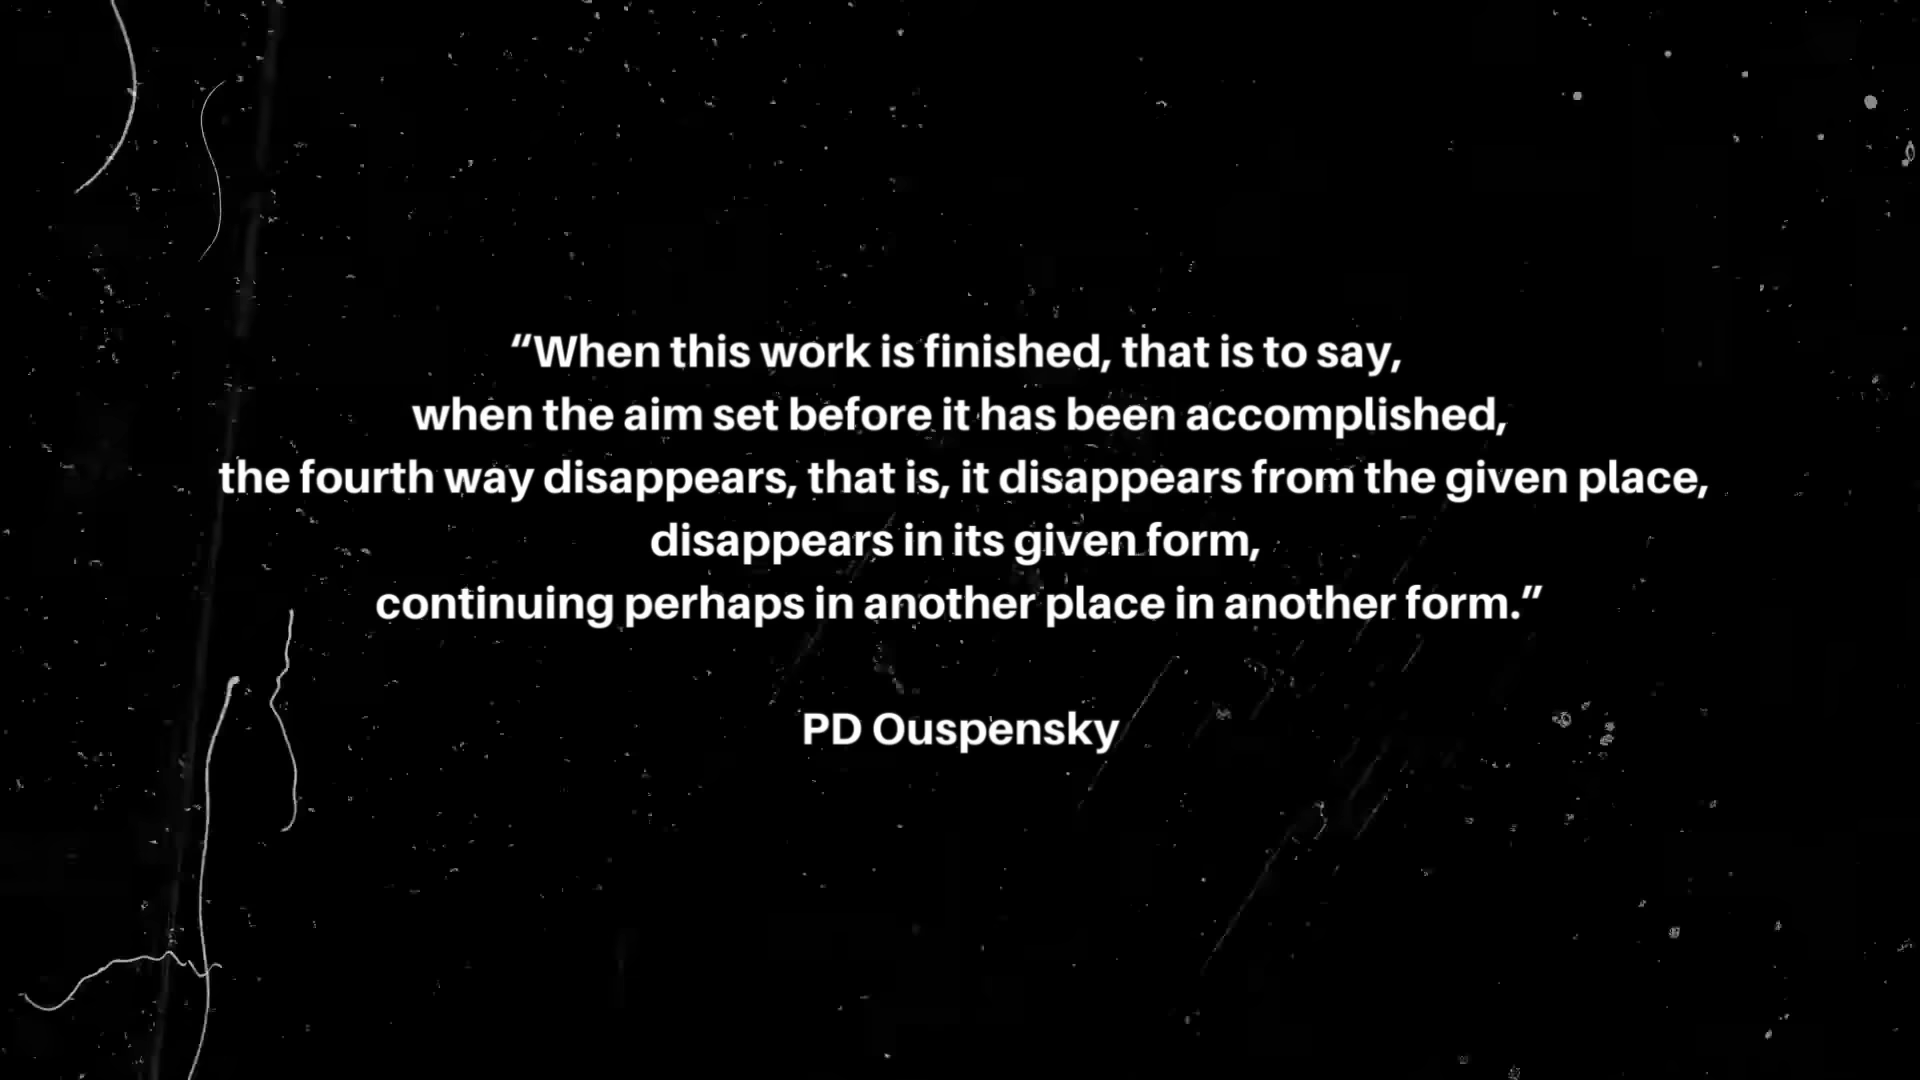 “When this work is finished, that is to say,
when the aim set before it has been accomplished,
the fourth way disappears, that is, it disappears from the given place,
disappears in its given form,
continuing perhaps in another place in another form.”
PD Ouspensky